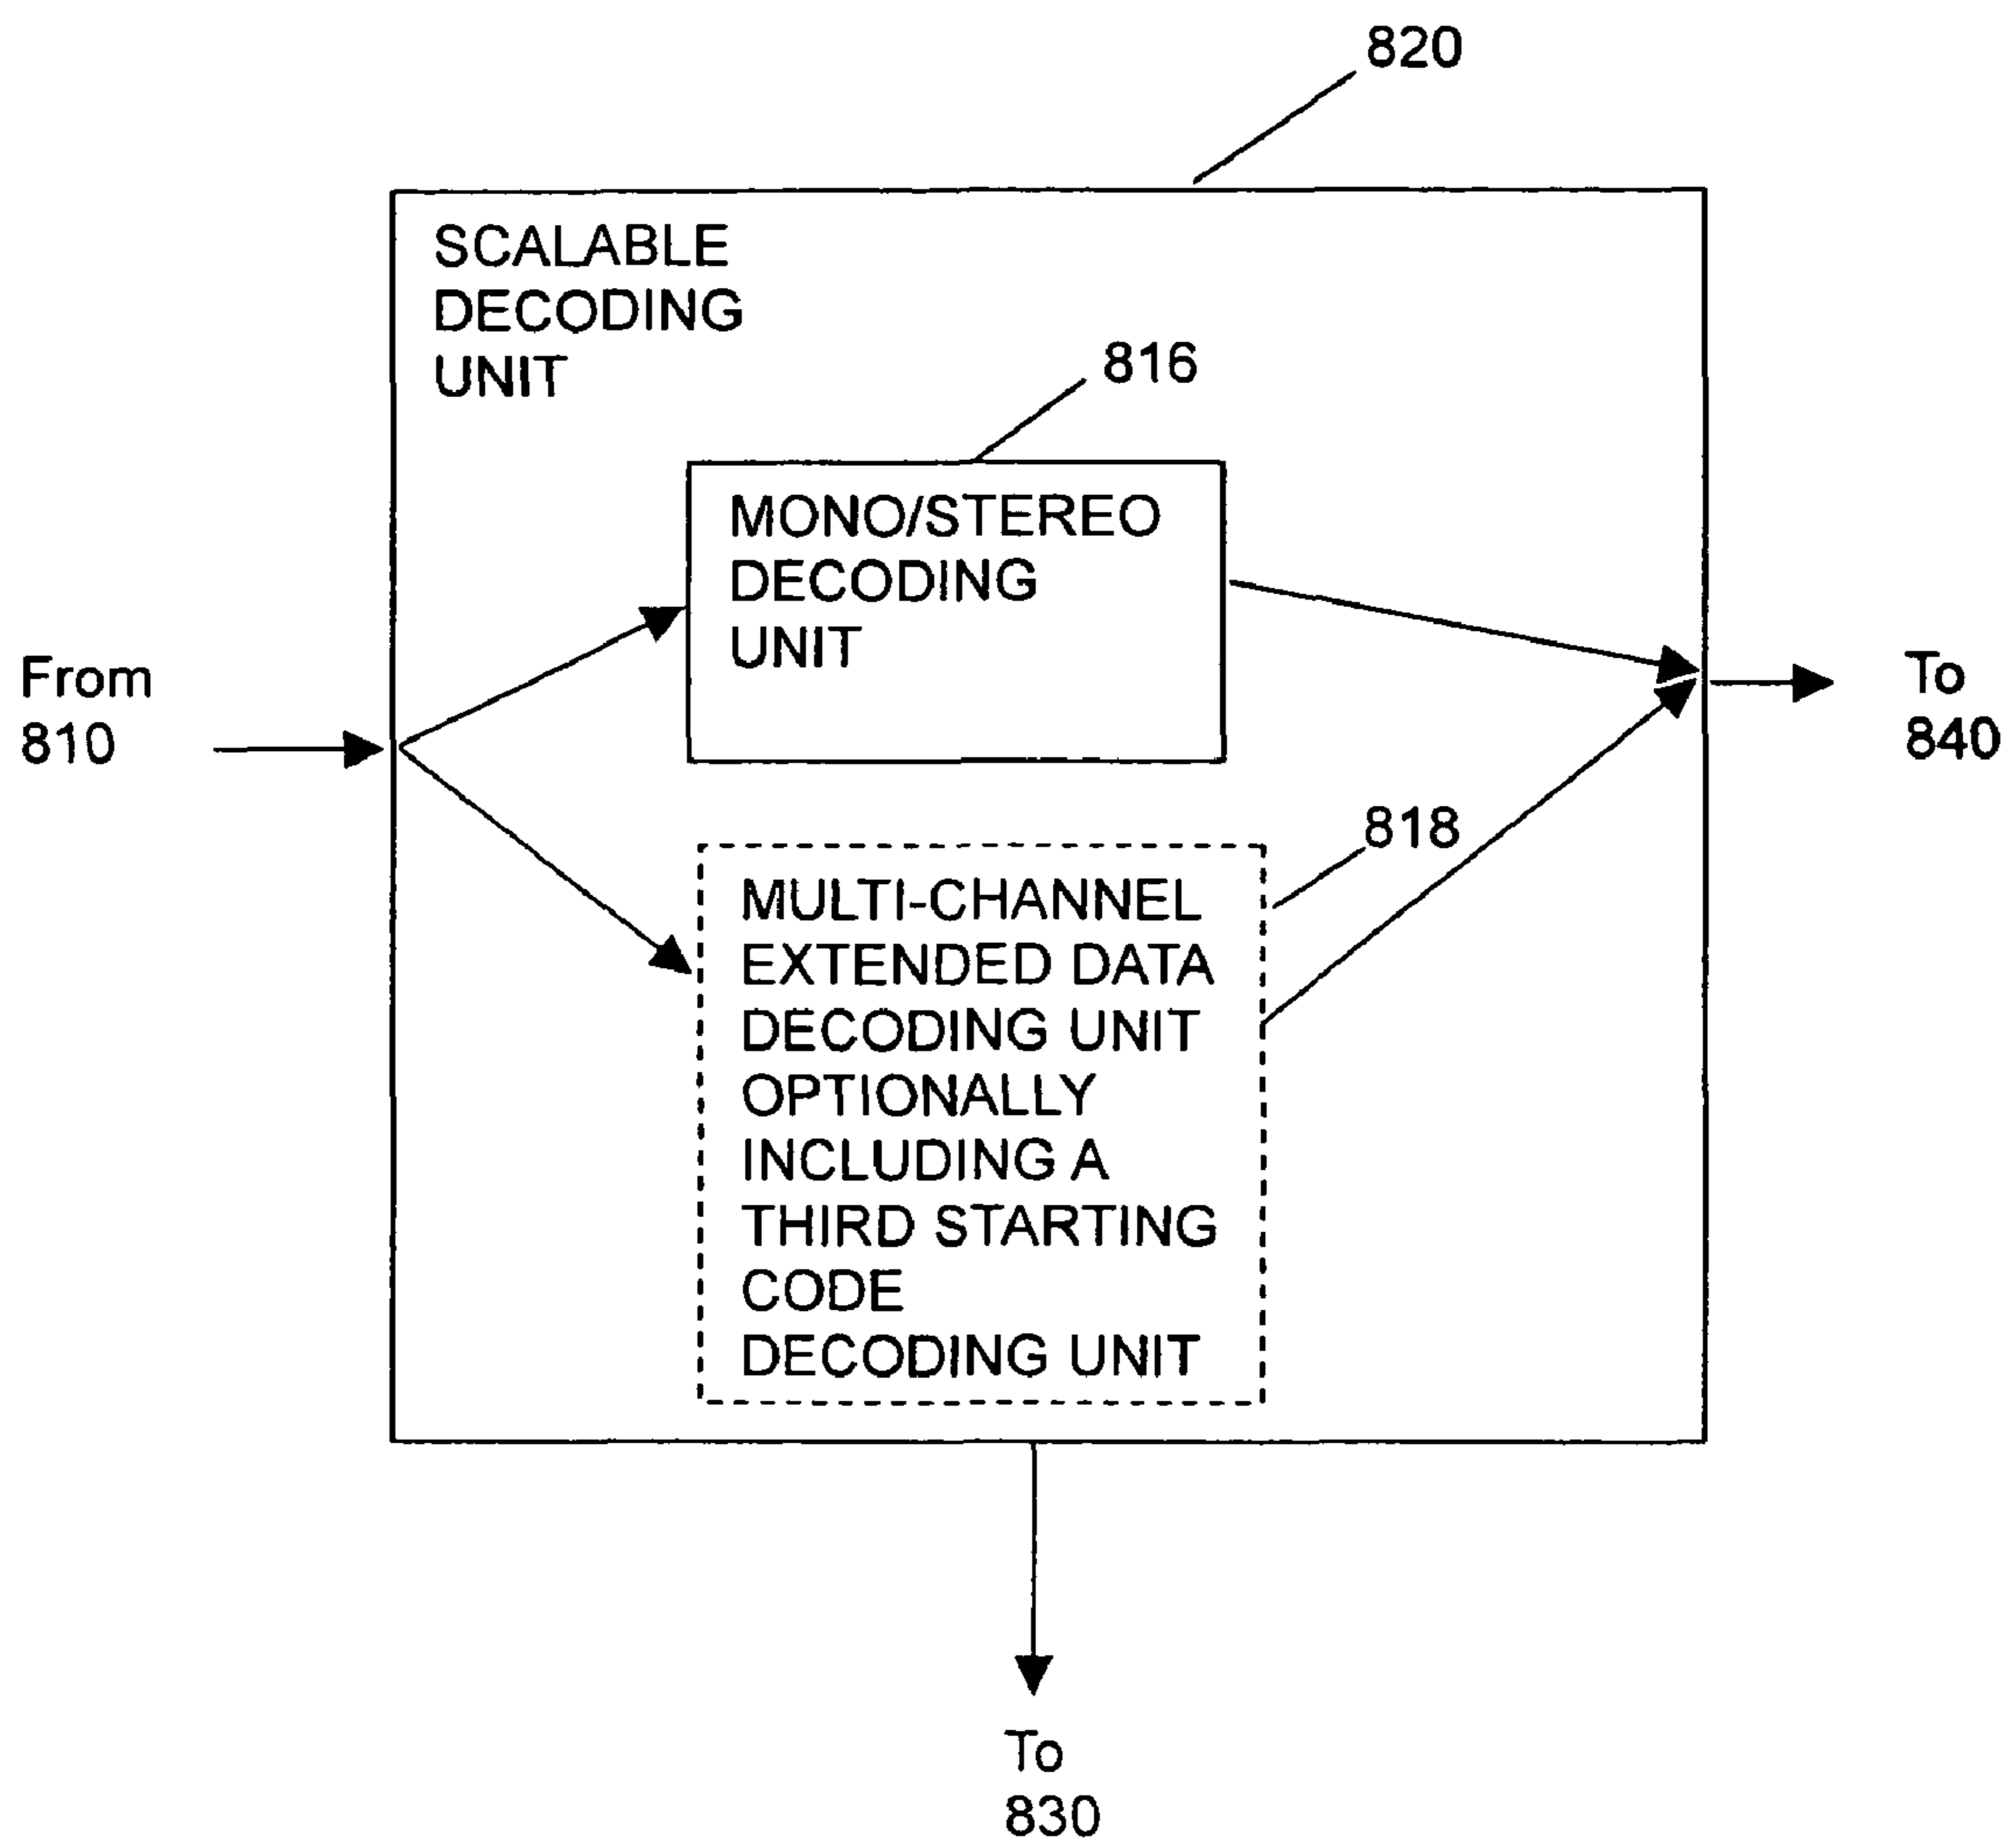 820
SCALABLE
DECODING
UNIT
816
MONO/STEREO
DECODING
UNIT
From
810
To
840
818
MULTI-CHANNEL
EXTENDED DATA
DECODING UNIT
OPTIONALLY
INCLUDING A
THIRD STARTING
CODE
DECODING UNIT
To
830